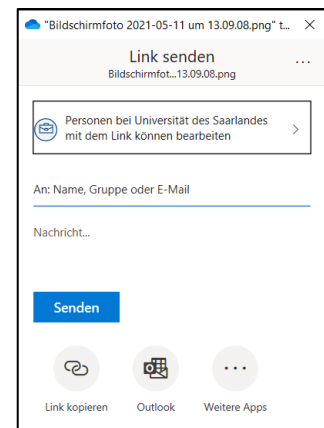 "Bildschirmfoto 2021-05-11 um 13.09.08.png" t...
Link senden
Bildschirmfot...13.09.08.png
Personen bei Universität des Saarlandes
mit dem Link können bearbeiten
An: Name, Gruppe oder E-Mail
Nachricht...
Senden
Link kopieren Outlook Weitere Apps